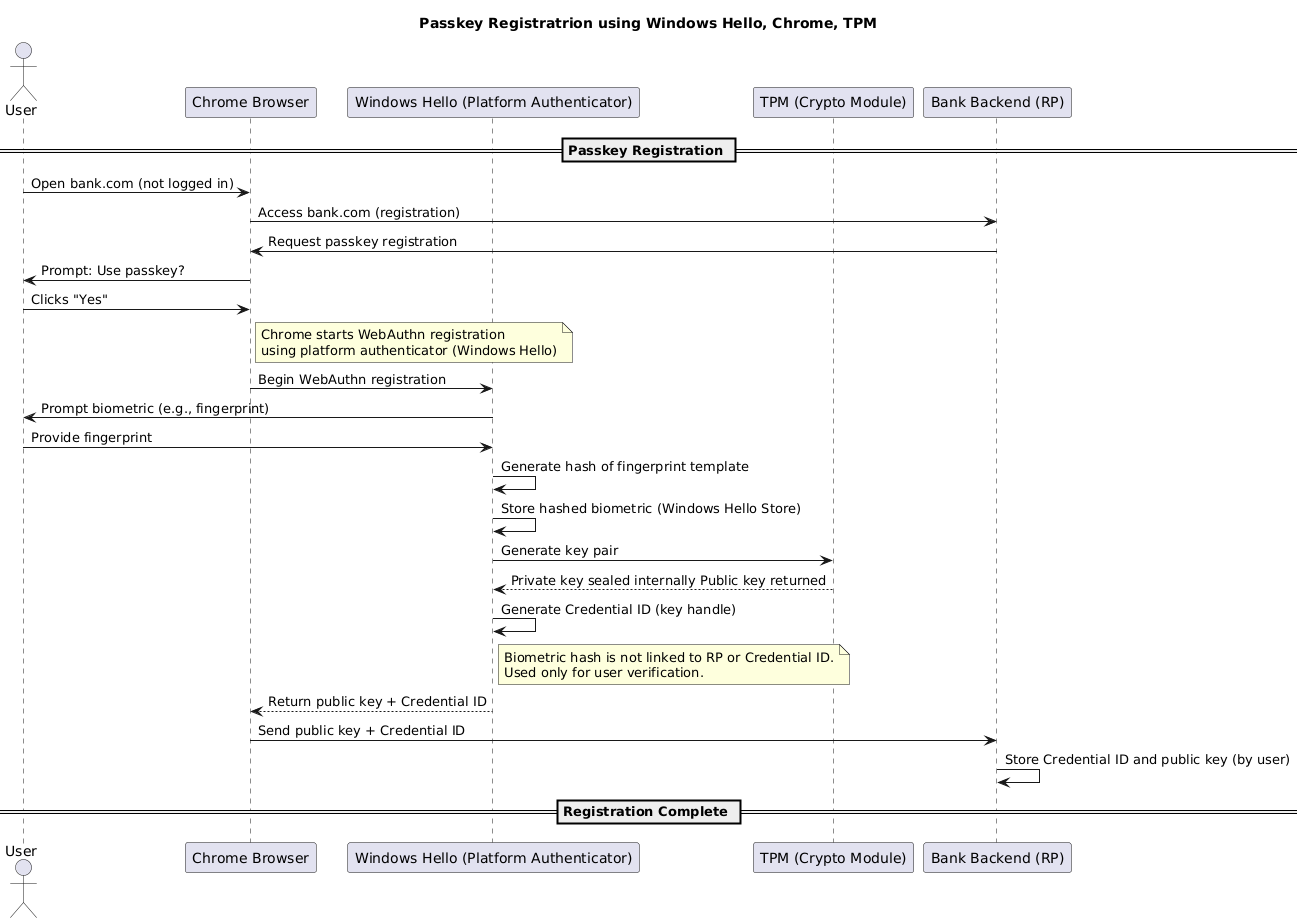 Passkey Registratrion using Windows Hello, Chrome, TPM
User
Chrome Browser
Windows Hello (Platform Authenticator)
TPM (Crypto Module)
Bank Backend (RP)
Passkey Registration
Open bank.com (not logged in)
Access bank.com (registration)
Request passkey registration
Prompt: Use passkey?
Clicks "Yes"
Chrome starts WebAuthn registration
using platform authenticator (Windows Hello)
Begin WebAuthn registration
Prompt biometric (e.g., fingerprint)
Provide fingerprint
Generate hash of fingerprint template
Store hashed biometric (Windows Hello Store)
Generate key pair
Private key sealed internally Public key returned
Generate Credential ID (key handle)
Biometric hash is not linked to RP or Credential ID.
Used only for user verification.
Return public key + Credential ID
Send public key + Credential ID
Store Credential ID and public key (by user)
Registration Complete
User
Chrome Browser
Windows Hello (Platform Authenticator)
TPM (Crypto Module)
Bank Backend (RP)